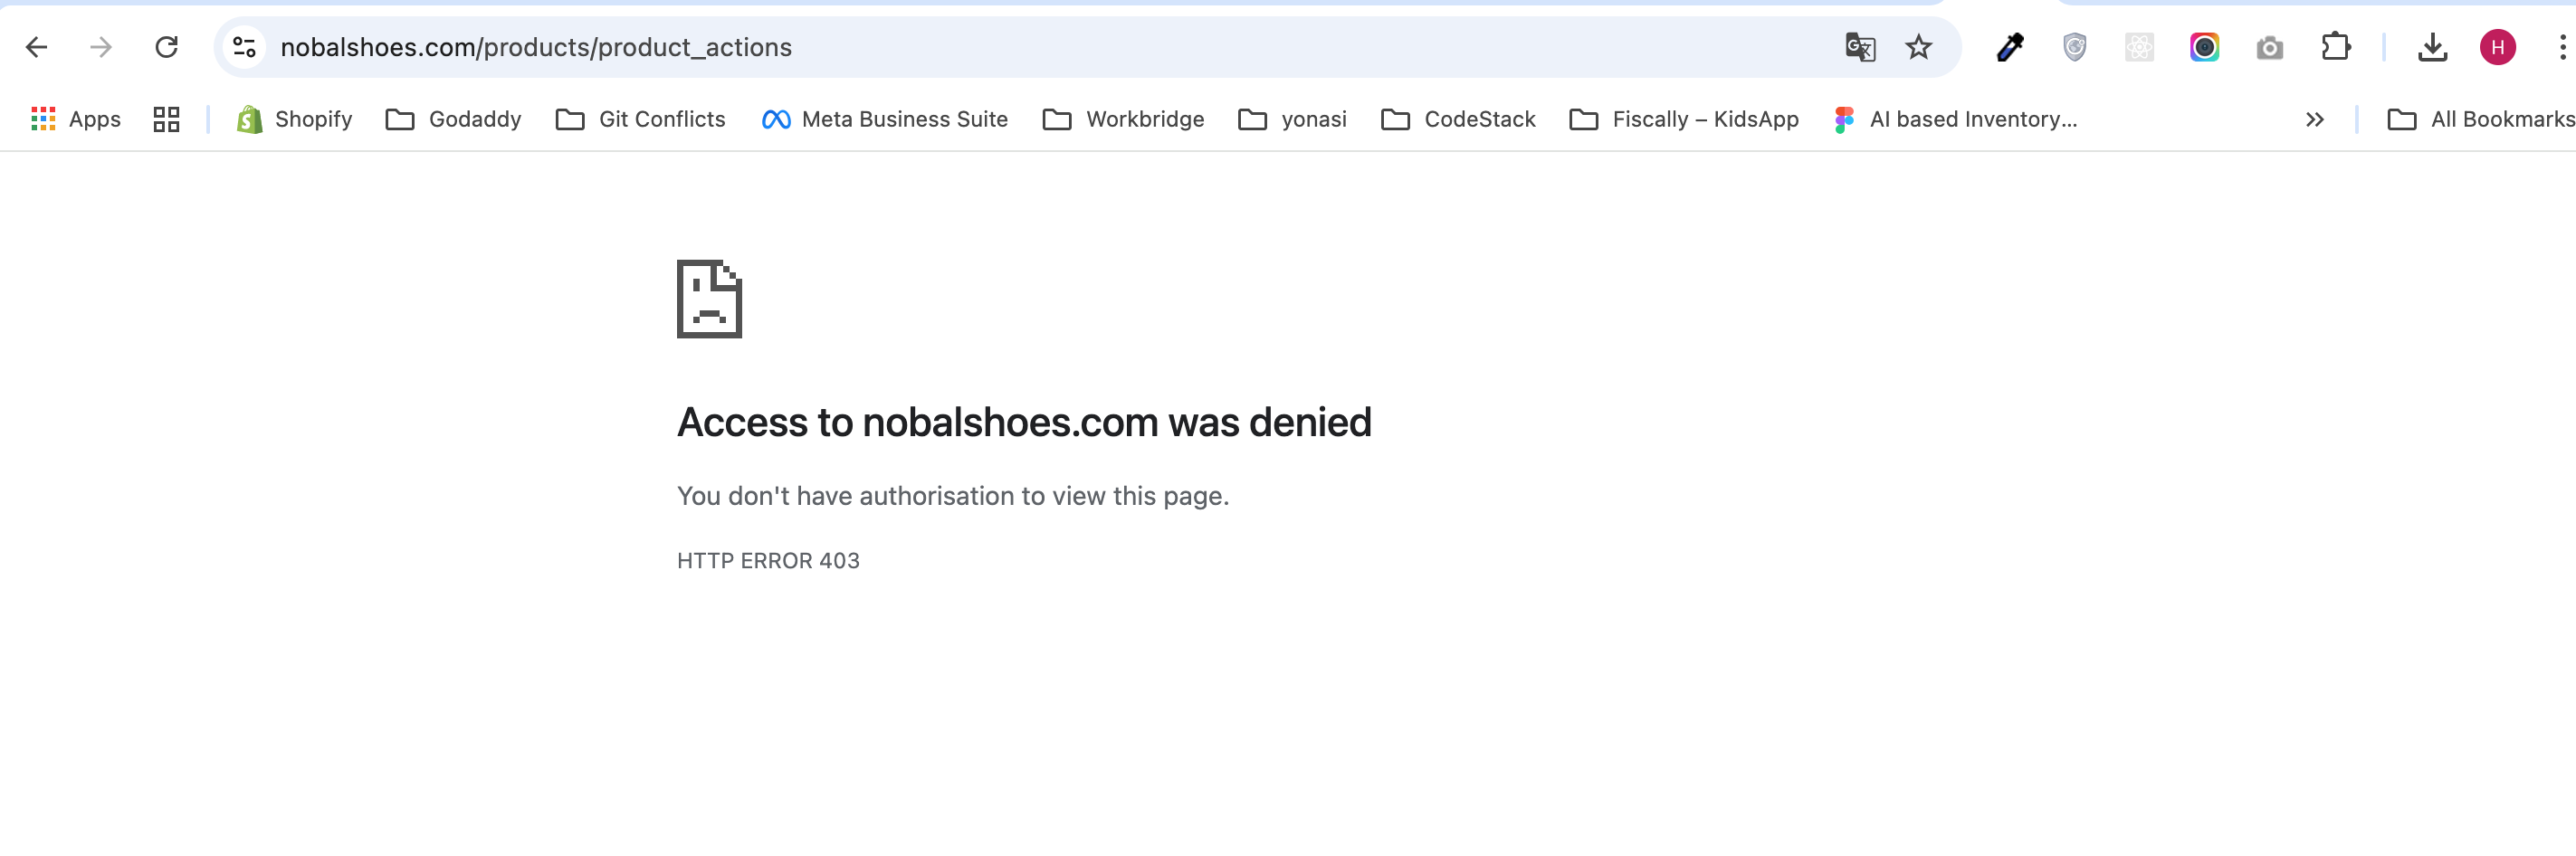 nobalshoes.com/products/product_actions
H
Apps Shopify Godaddy Git Conflicts Meta Business Suite Workbridge yonasi CodeStack Fiscally – KidsApp AI based Inventory... All Bookmarks
Access to nobalshoes.com was denied
You don't have authorisation to view this page.
HTTP ERROR 403